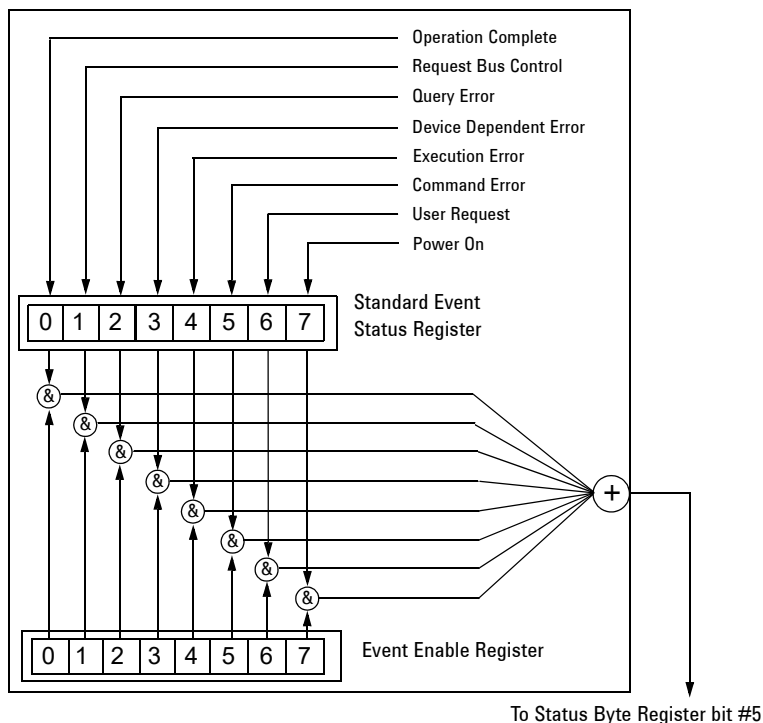 Operation Complete
Request Bus Control
Query Error
Device Dependent Error
Execution Error
Command Error
User Request
Power On
Standard Event
Status Register
0 1 2 3 4 5 6 7
&
&
&
&
&
&
&
&
+
Event Enable Register
0 1 2 3 4 5 6 7
To Status Byte Register bit #5